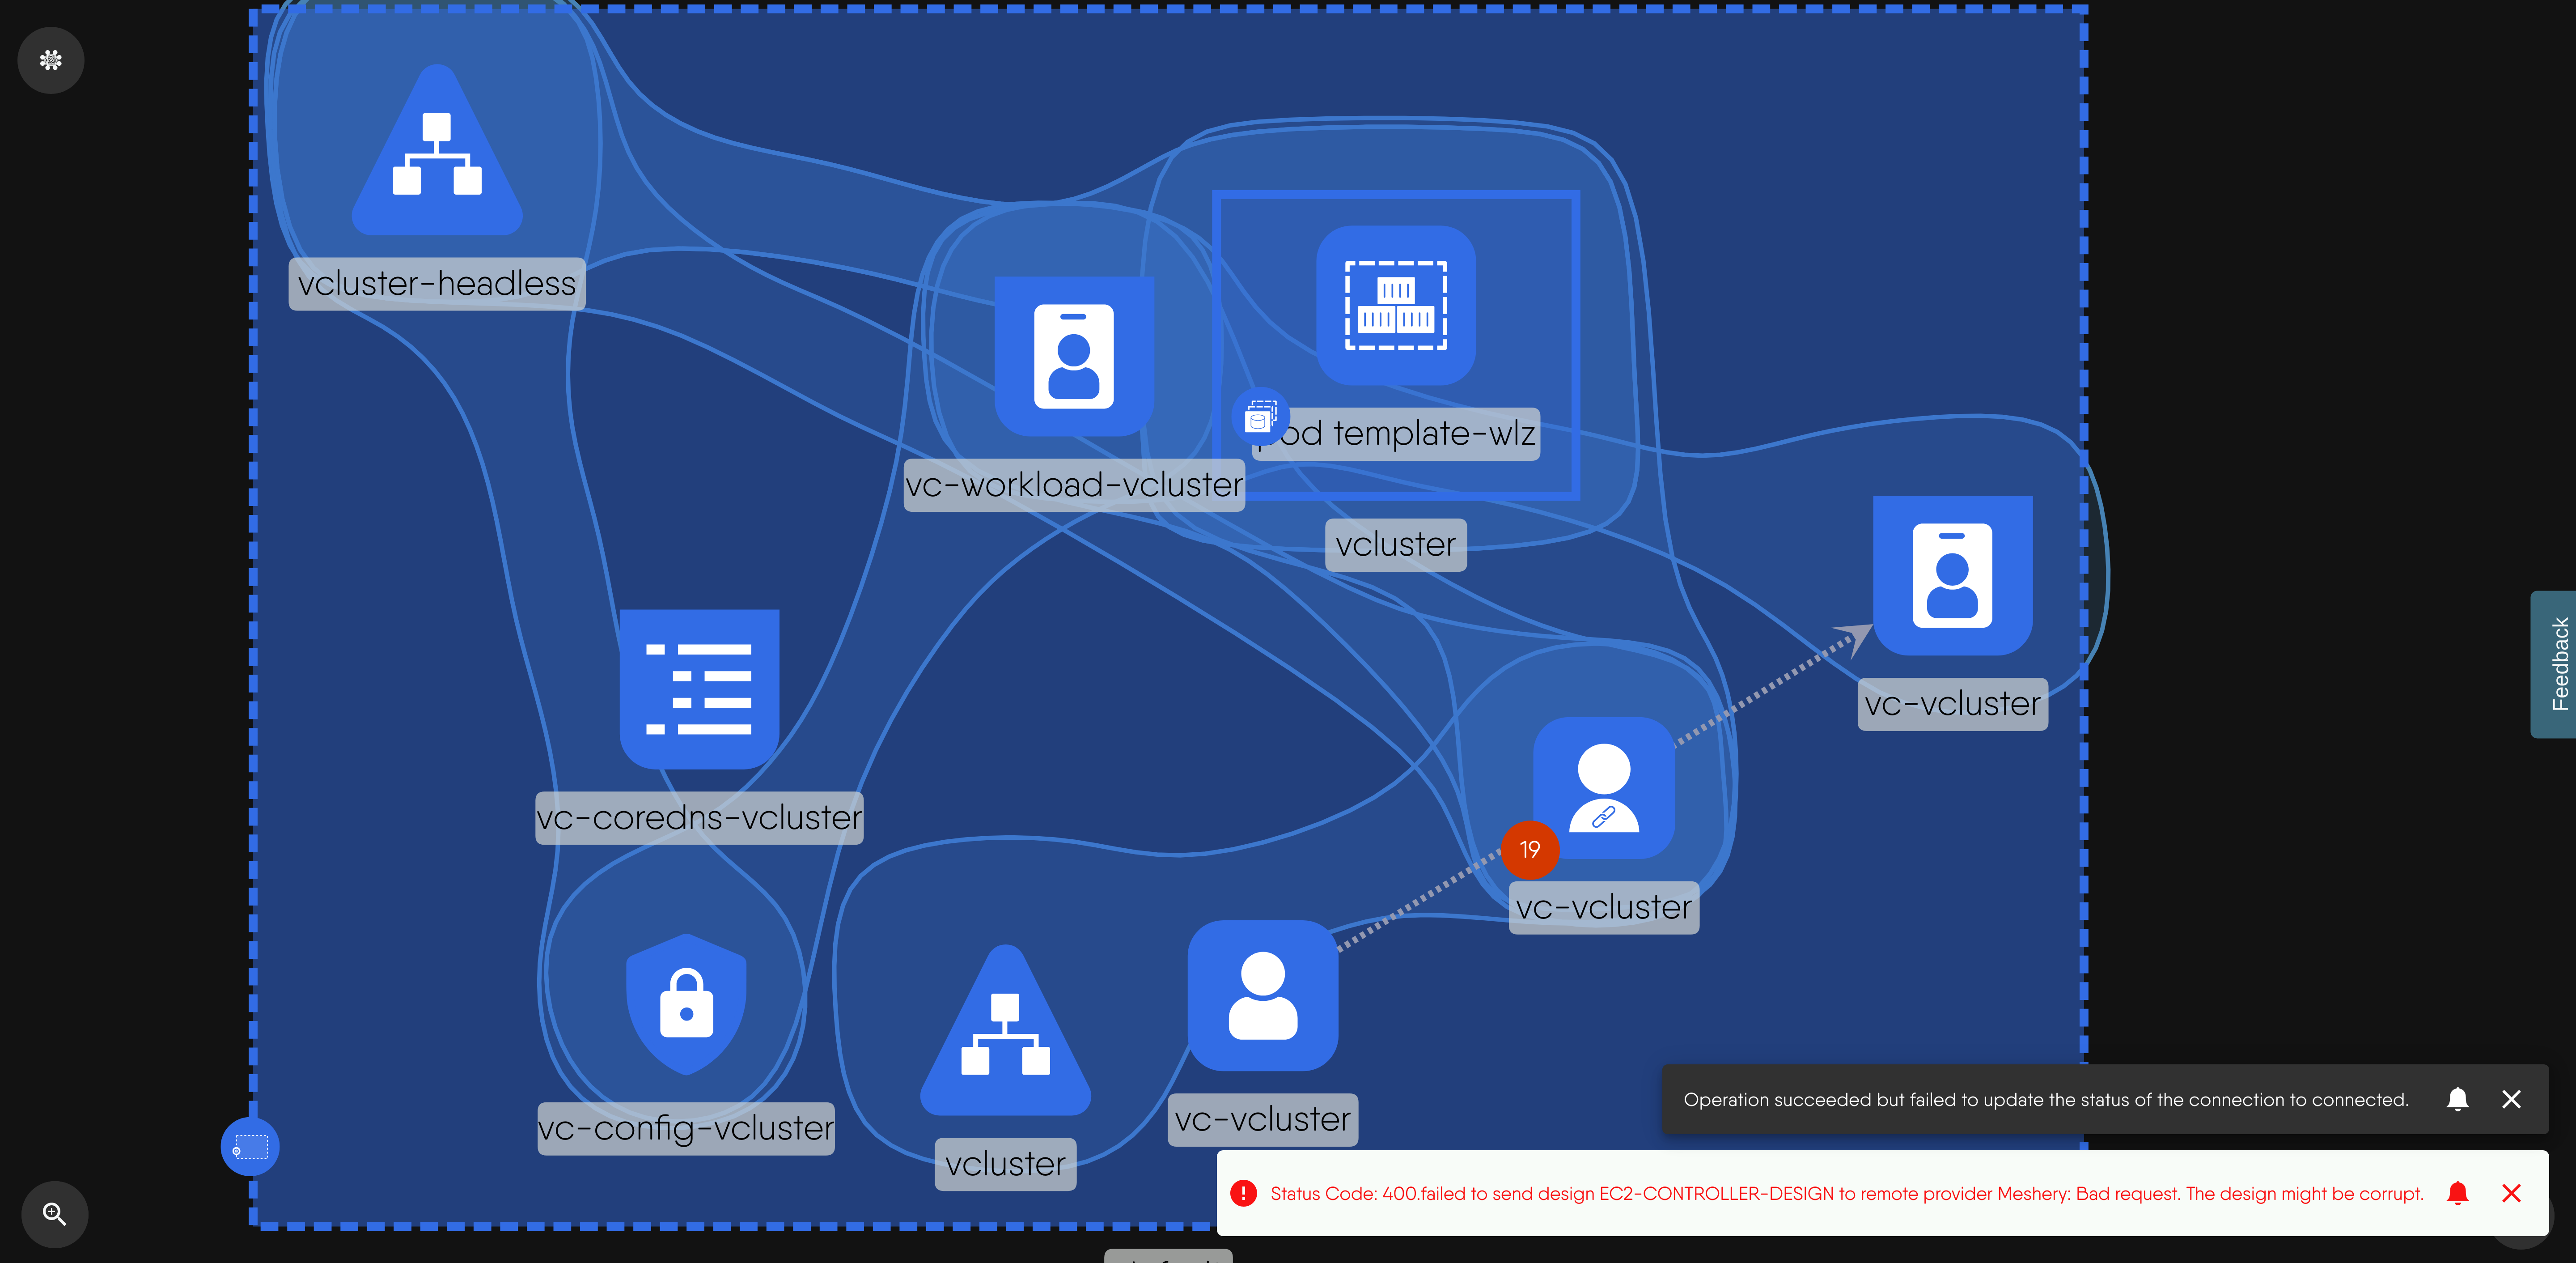 vcluster-headless
pod template-wlz
vc-workload-vcluster
vcluster
vc-vcluster
vc-coredns-vcluster
19
vc-vcluster
vc-config-vcluster
vcluster
vc-vcluster
Feedback
Operation succeeded but failed to update the status of the connection to connected.
Status Code: 400.failed to send design EC2-CONTROLLER-DESIGN to remote provider Meshery: Bad request. The design might be corrupt.